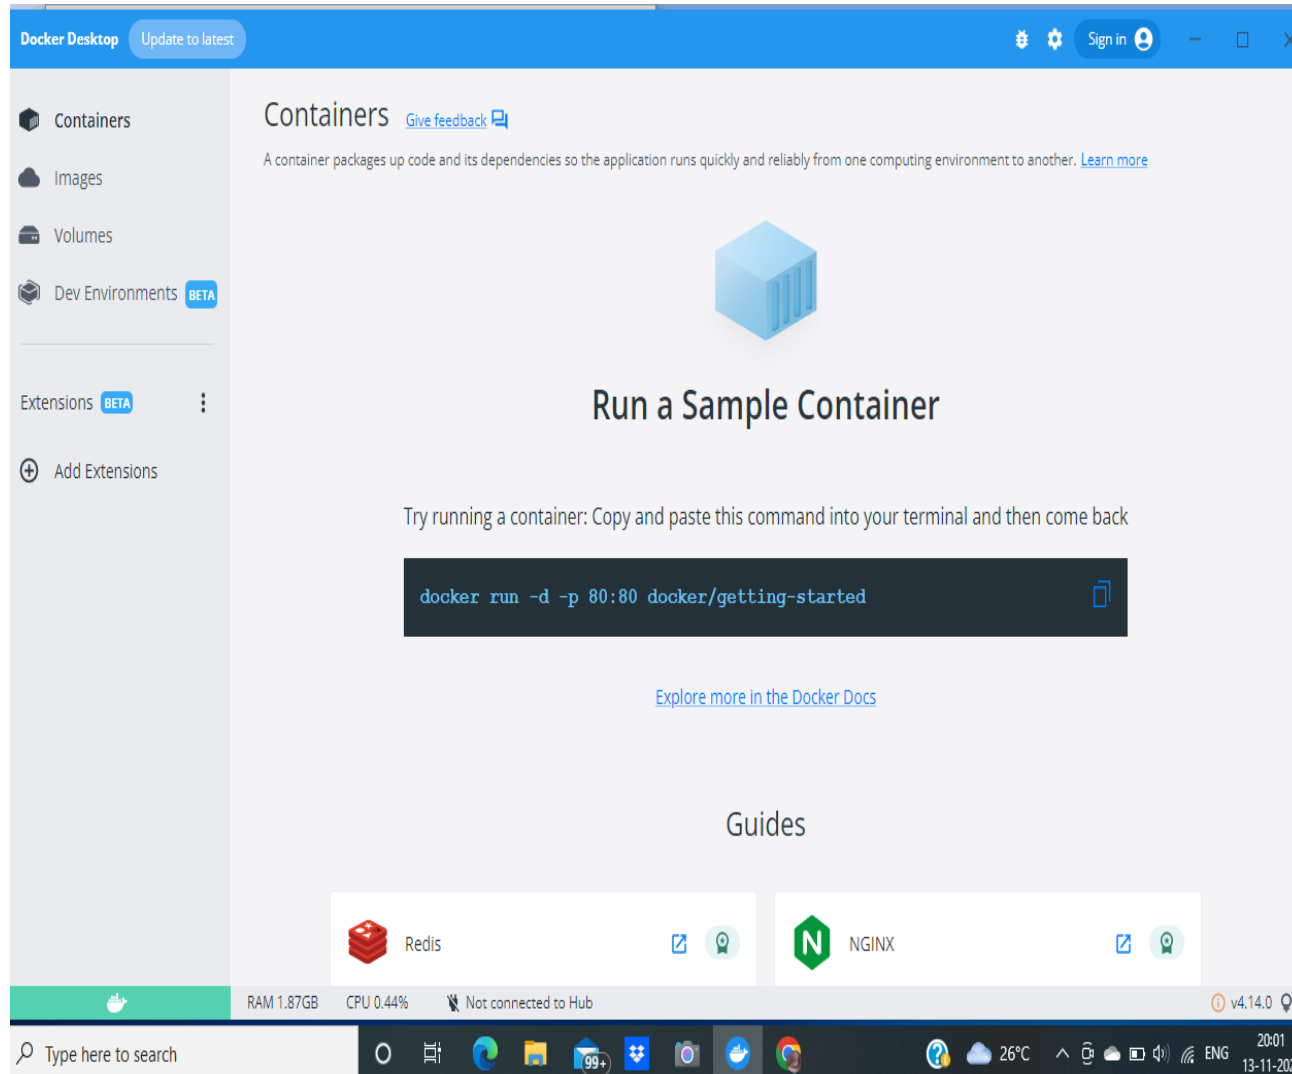 Docker Desktop Update to latest Sign in
Containers
Images
Volumes
Dev Environments BETA
Extensions BETA
Add Extensions
Containers Give feedback
A container packages up code and its dependencies so the application runs quickly and reliably from one computing environment to another. Learn more
Run a Sample Container
Try running a container: Copy and paste this command into your terminal and then come back
docker run -d -p 80:80 docker/getting-started
Explore more in the Docker Docs
Guides
Redis
NGINX
RAM 1.87GB CPU 0.44% Not connected to Hub v4.14.0
Type here to search 99+ 26°C ENG
20:01
13-11-202